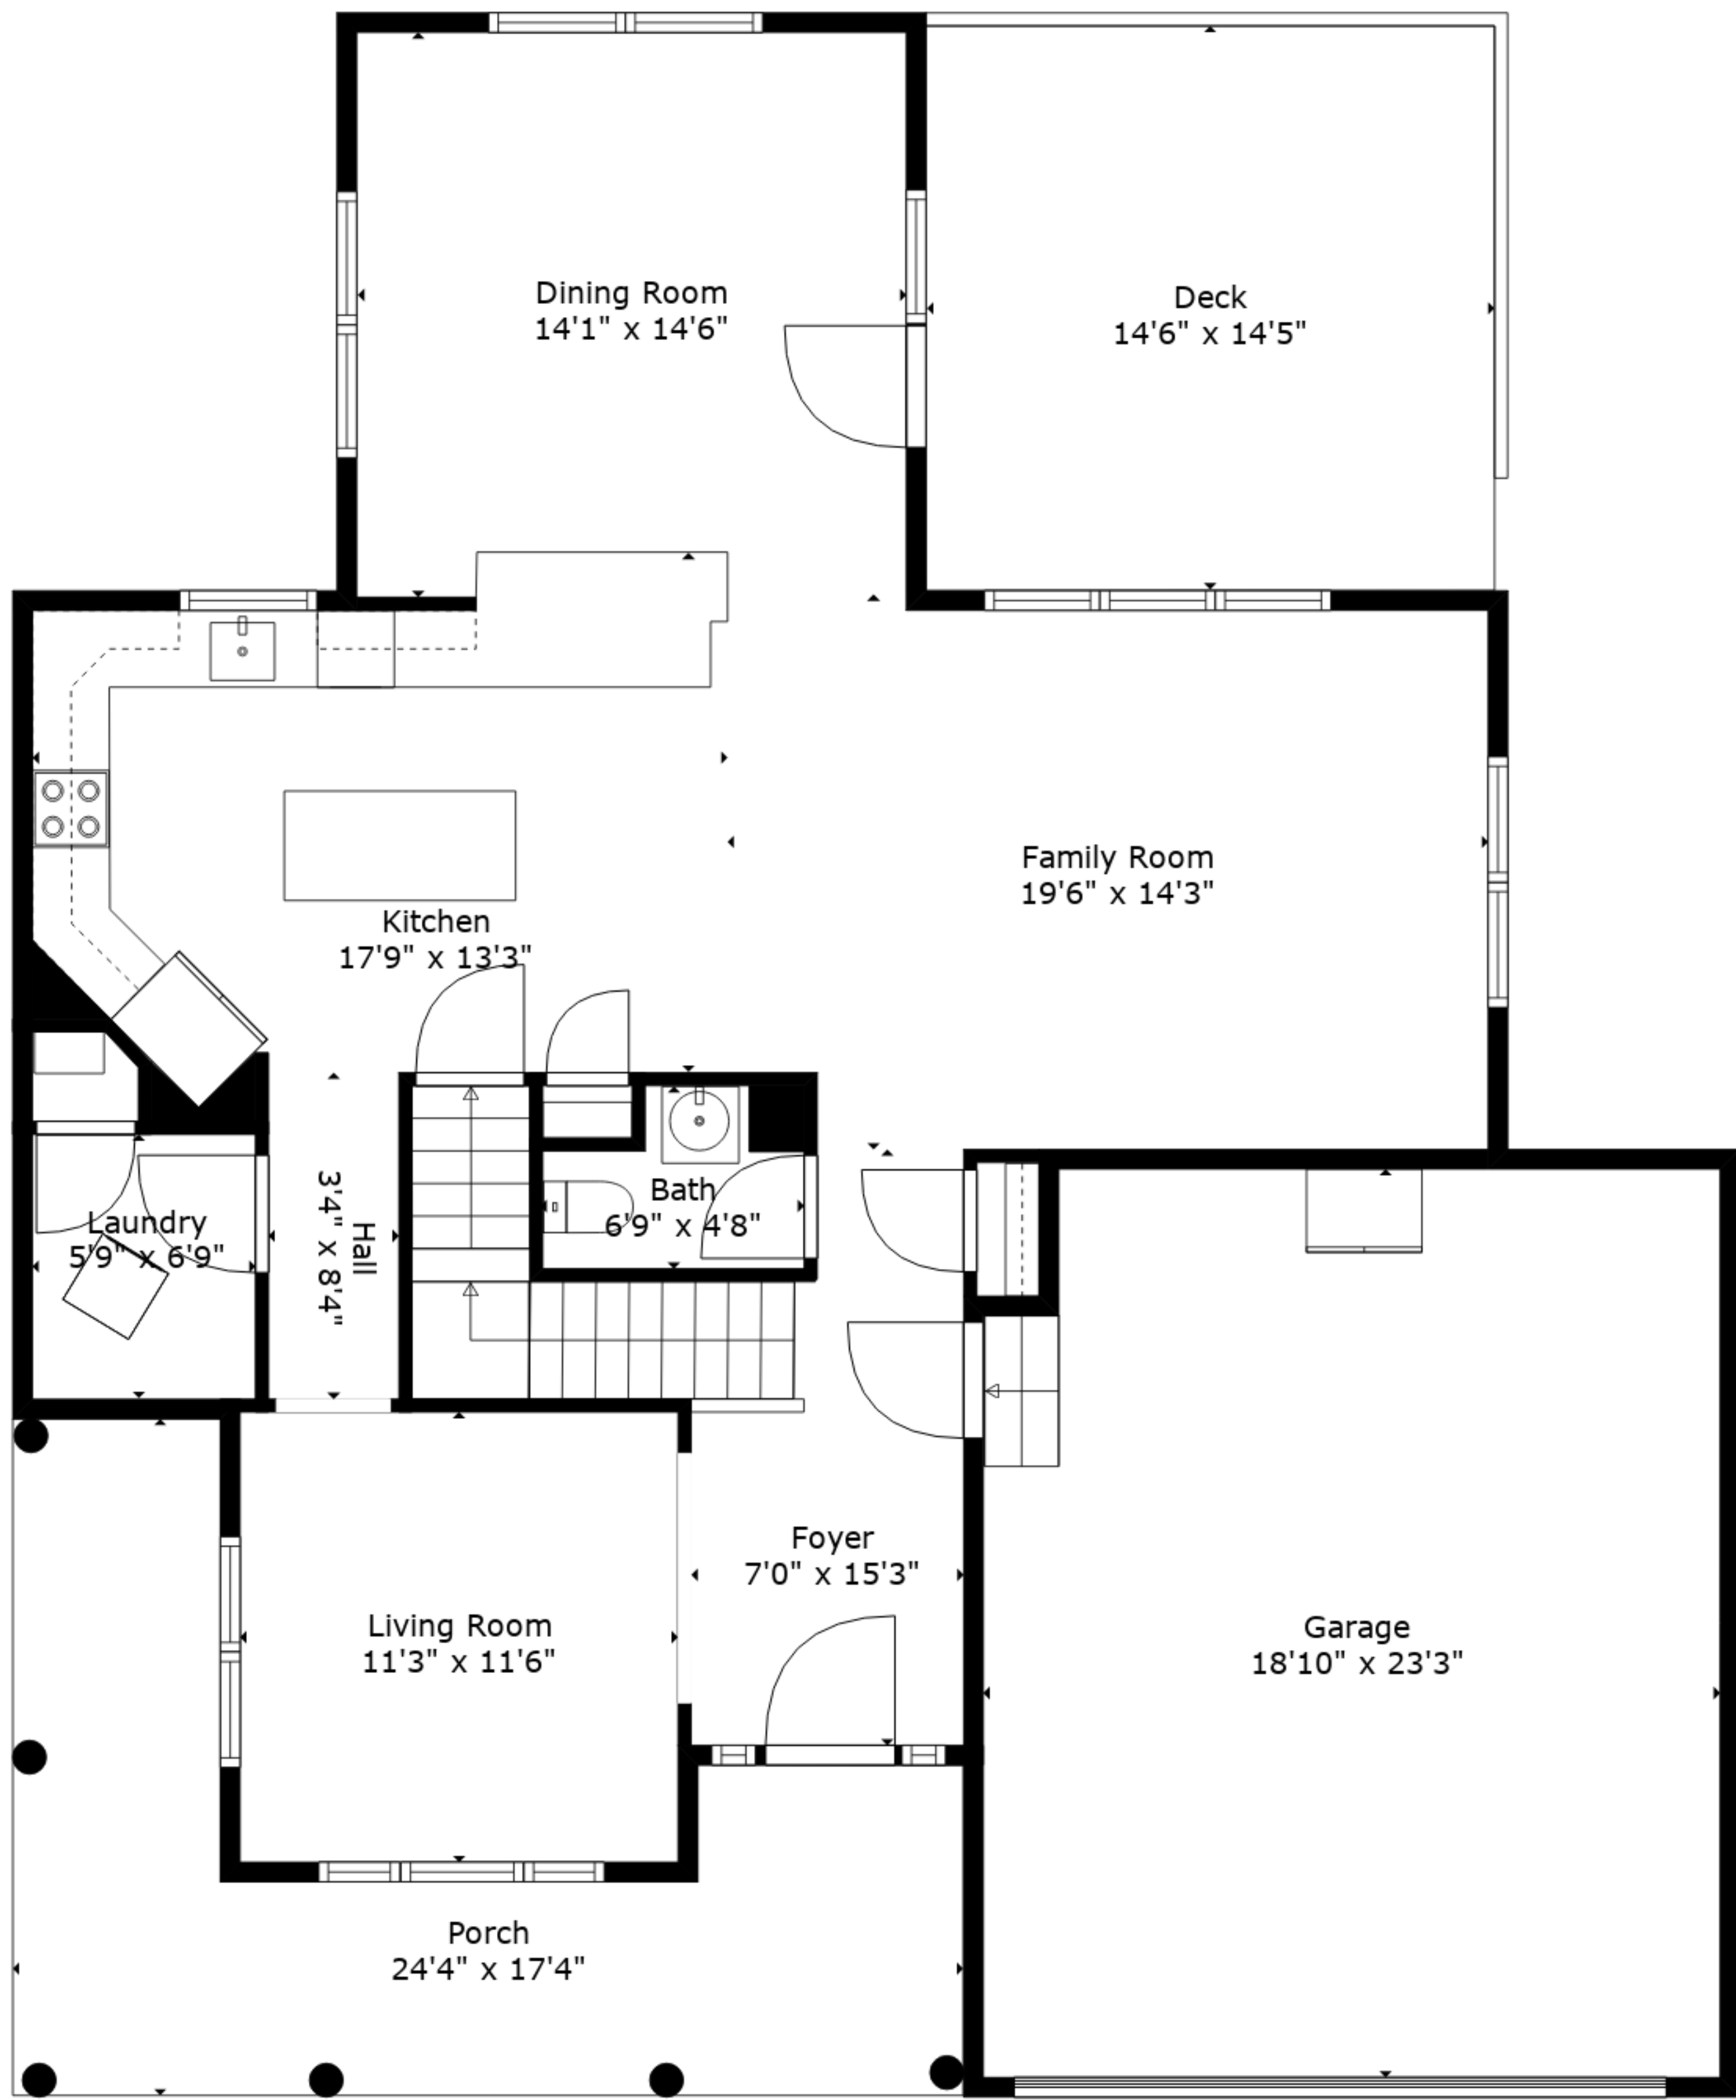 Dining Room
14'1" x 14'6"
Deck
14'6" x 14'5"
Family Room
19'6" x 14'3"
Kitchen
17'9" x 13'3"
Laundry
5'9" x 6'9"
Hall
3'4" x 8'4"
Bath
6'9" x 4'8"
Foyer
7'0" x 15'3"
Living Room
11'3" x 11'6"
Garage
18'10" x 23'3"
Porch
24'4" x 17'4"